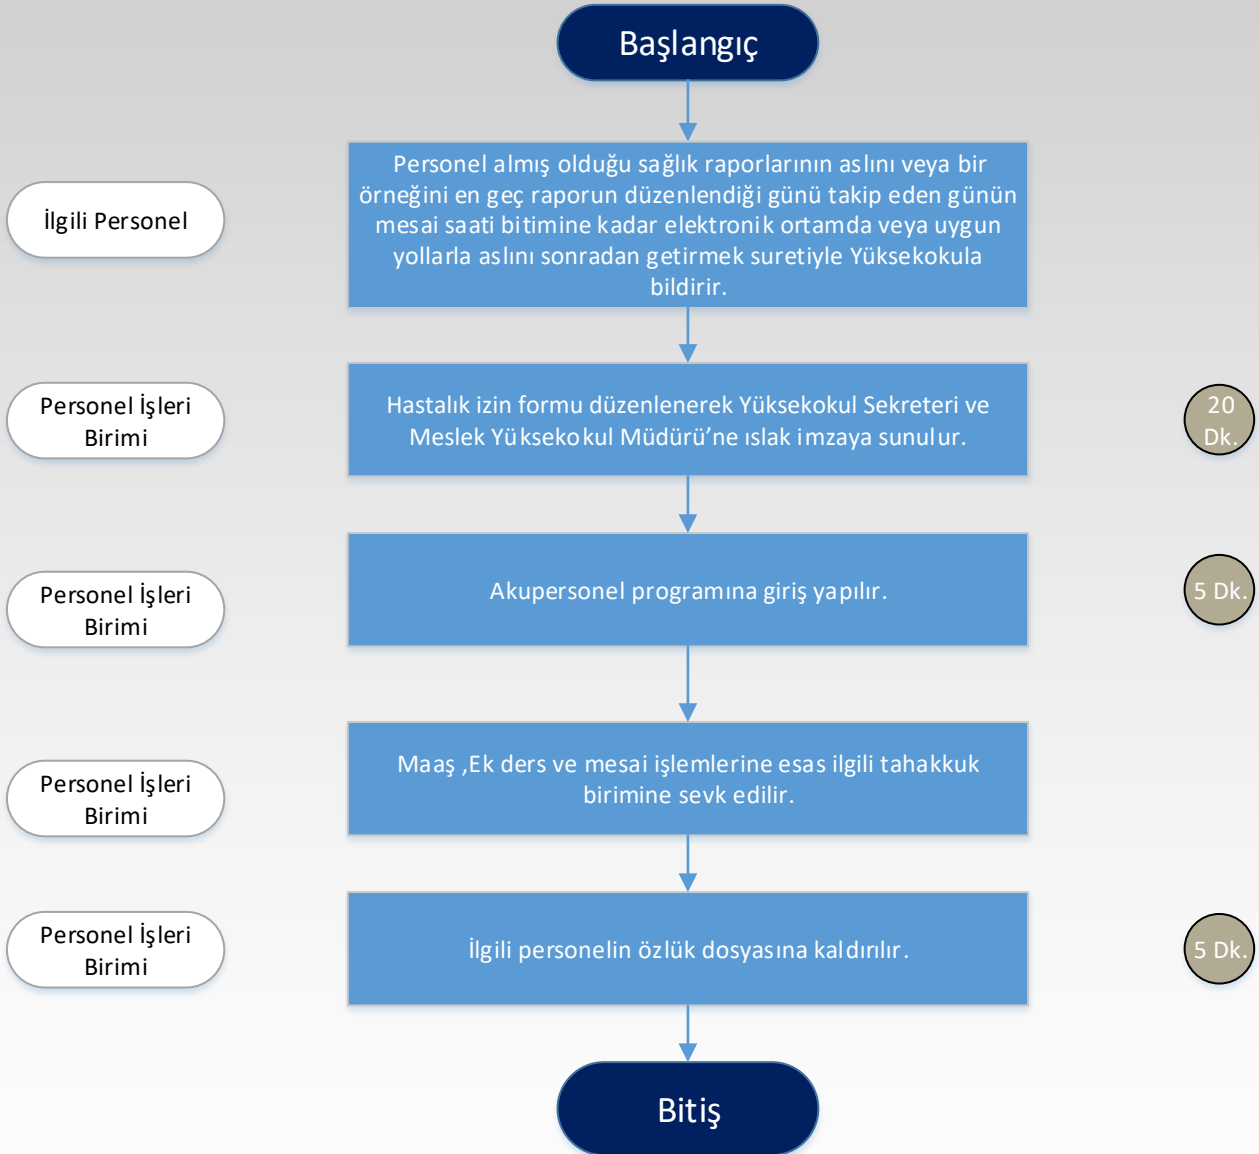 Başlangıç
İlgili Personel
Personel almış olduğu sağlık raporlarının aslını veya bir
örneğini en geç raporun düzenlendiği günü takip eden günün
mesai saati bitimine kadar elektronik ortamda veya uygun
yollarla aslını sonradan getirmek suretiyle Yüksekokula
bildirir.
Personel İşleri
Birimi
Hastalık izin formu düzenlenerek Yüksekokul Sekreteri ve
Meslek Yüksekokul Müdürü’ne ıslak imzaya sunulur.
20
Dk.
Personel İşleri
Birimi
Akupersonel programına giriş yapılır.
5 Dk.
Personel İşleri
Birimi
Maaş ,Ek ders ve mesai işlemlerine esas ilgili tahakkuk
birimine sevk edilir.
Personel İşleri
Birimi
İlgili personelin özlük dosyasına kaldırılır.
5 Dk.
Bitiş